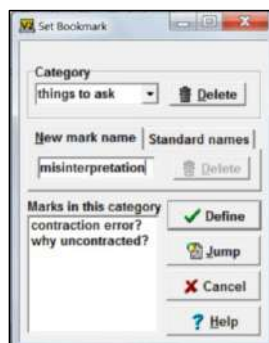 Set Bookmark
Category
things to ask
Delete
New mark name
Standard names
misinterpretation
Delete
Marks in this category
contraction error?
why uncontracted?
Define
Jump
Cancel
? Help